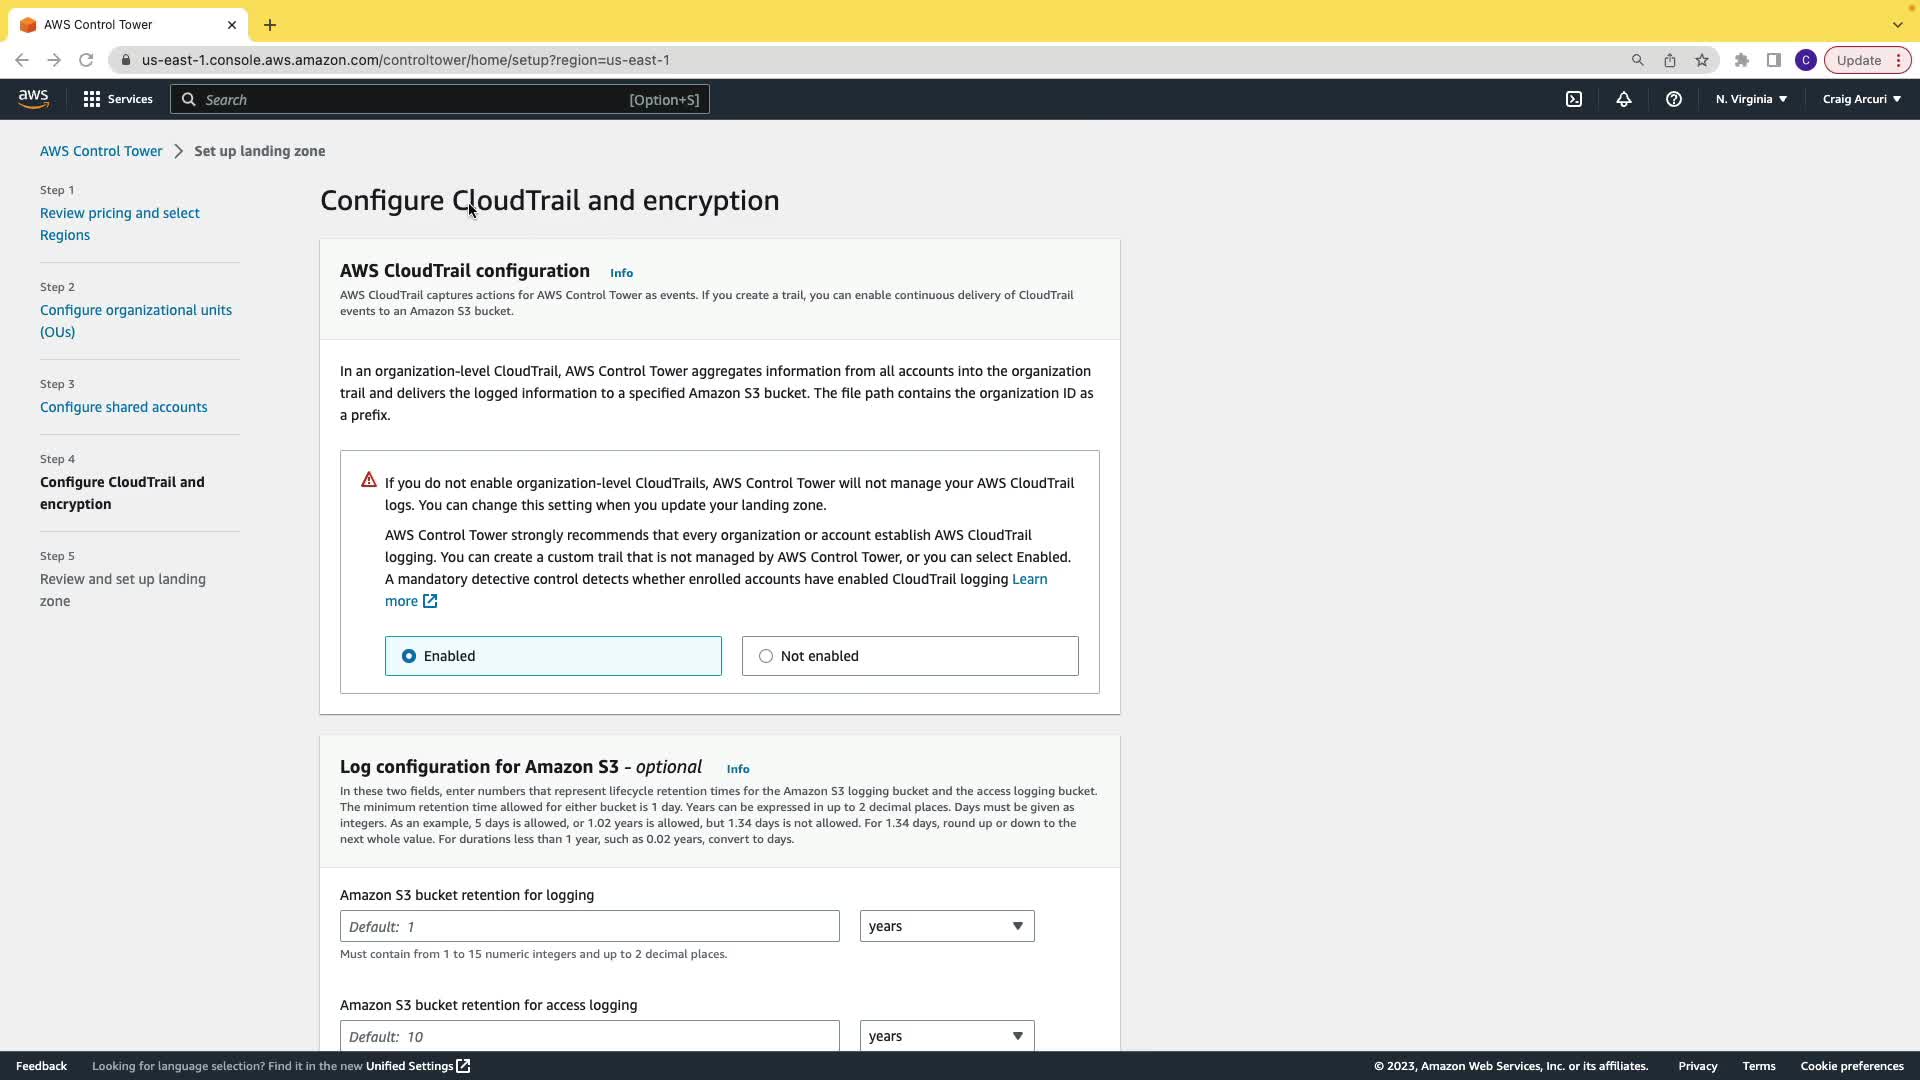 AWS Control Tower
us-east-1.console.aws.amazon.com/controltower/home/setup?region=us-east-1
C
Update
aws
Services
Search
[Option+S]
N. Virginia
Craig Arcuri
AWS Control Tower
Set up landing zone
Step 1
Review pricing and select
Regions
Step 2
Configure organizational units
(OUs)
Step 3
Configure shared accounts
Step 4
Configure CloudTrail and
encryption
Step 5
Review and set up landing
zone
Configure CloudTrail and encryption
AWS CloudTrail configuration Info
AWS CloudTrail captures actions for AWS Control Tower as events. If you create a trail, you can enable continuous delivery of CloudTrail
events to an Amazon S3 bucket.
In an organization-level CloudTrail, AWS Control Tower aggregates information from all accounts into the organization
trail and delivers the logged information to a specified Amazon S3 bucket. The file path contains the organization ID as
a prefix.
If you do not enable organization-level CloudTrails, AWS Control Tower will not manage your AWS CloudTrail
logs. You can change this setting when you update your landing zone.
AWS Control Tower strongly recommends that every organization or account establish AWS CloudTrail
logging. You can create a custom trail that is not managed by AWS Control Tower, or you can select Enabled.
A mandatory detective control detects whether enrolled accounts have enabled CloudTrail logging Learn
more
Enabled
Not enabled
Log configuration for Amazon S3 - optional Info
In these two fields, enter numbers that represent lifecycle retention times for the Amazon S3 logging bucket and the access logging bucket.
The minimum retention time allowed for either bucket is 1 day. Years can be expressed in up to 2 decimal places. Days must be given as
integers. As an example, 5 days is allowed, or 1.02 years is allowed, but 1.34 days is not allowed. For 1.34 days, round up or down to the
next whole value. For durations less than 1 year, such as 0.02 years, convert to days.
Amazon S3 bucket retention for logging
Default: 1
years
Must contain from 1 to 15 numeric integers and up to 2 decimal places.
Amazon S3 bucket retention for access logging
Default: 10
years
Feedback
Looking for language selection? Find it in the new Unified Settings
© 2023, Amazon Web Services, Inc. or its affiliates.
Privacy
Terms
Cookie preferences